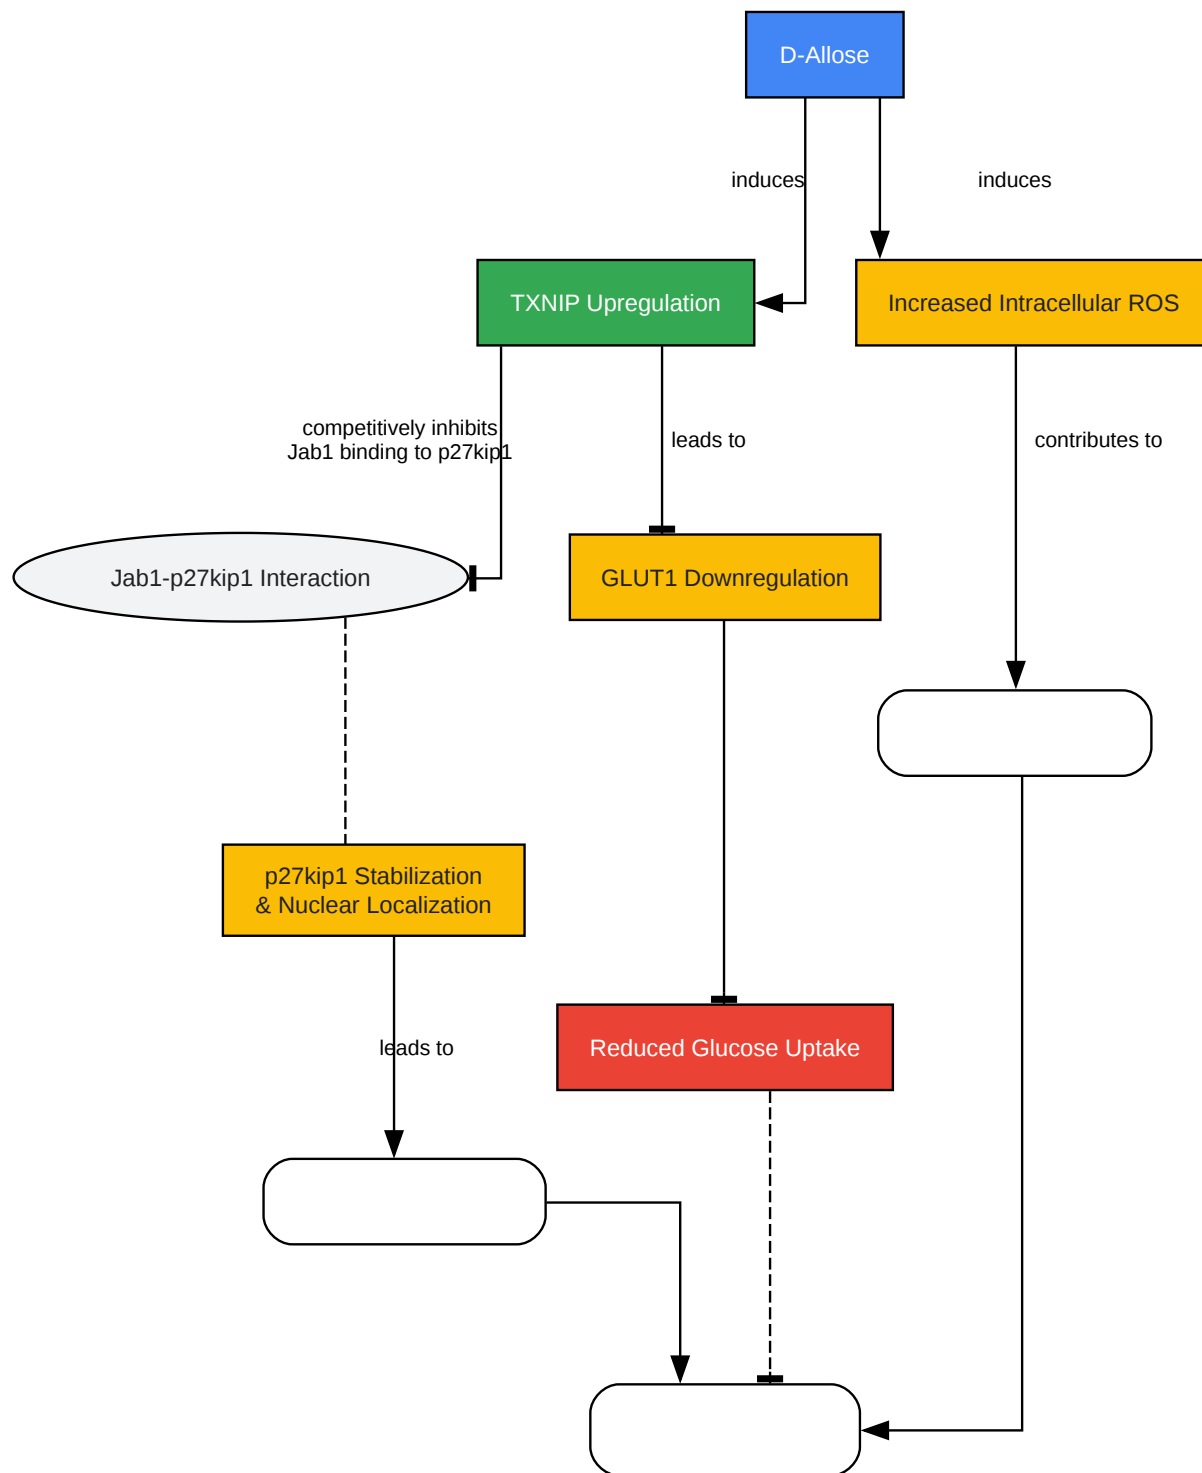 D-Allose
induces
induces
TXNIP Upregulation
Increased Intracellular ROS
competitively inhibits
Jab1 binding to p27kip1
leads to
contributes to
Jab1-p27kip1 Interaction
GLUT1 Downregulation
p27kip1 Stabilization
& Nuclear Localization
leads to
Reduced Glucose Uptake